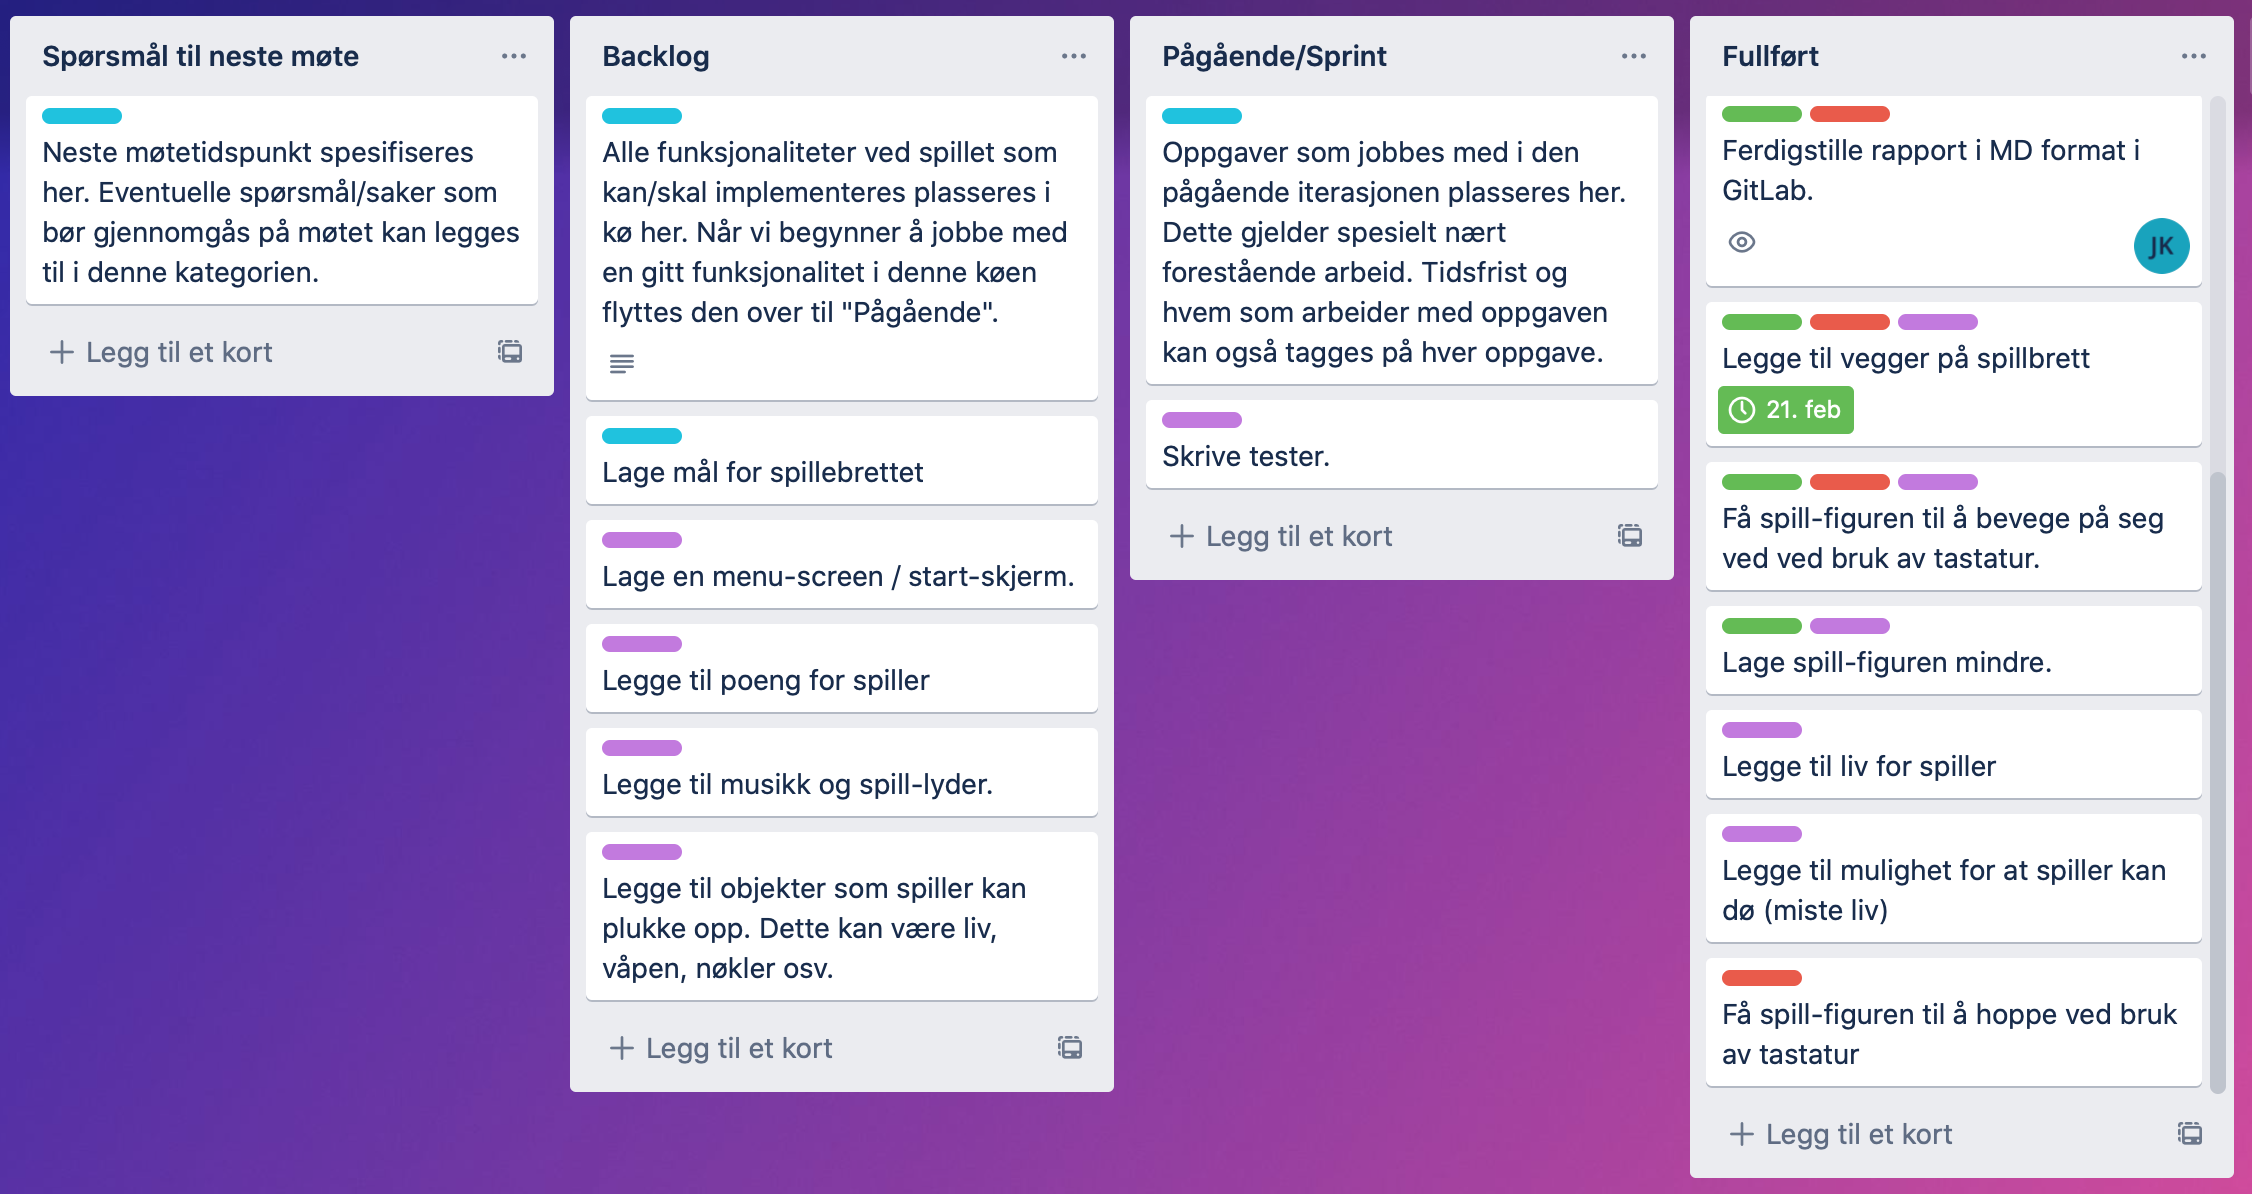 Spørsmål til neste møte
Neste møtetidspunkt spesifiseres
her. Eventuelle spørsmål/saker som
bør gjennomgås på møtet kan legges
til i denne kategorien.
Legg til et kort
Backlog
Alle funksjonaliteter ved spillet som
kan/skal implementeres plasseres i
kø her. Når vi begynner å jobbe med
en gitt funksjonalitet i denne køen
flyttes den over til "Pågående".
Lage mål for spillebrettet
Lage en menu-screen / start-skjerm.
Legge til poeng for spiller
Legge til musikk og spill-lyder.
Legge til objekter som spiller kan
plukke opp. Dette kan være liv,
våpen, nøkler osv.
Legg til et kort
Pågående/Sprint
Oppgaver som jobbes med i den
pågående iterasjonen plasseres her.
Dette gjelder spesielt nært
forestående arbeid. Tidsfrist og
hvem som arbeider med oppgaven
kan også tagges på hver oppgave.
Skrive tester.
Legg til et kort
Fullført
Ferdigstille rapport i MD format i
GitLab.
JK
Legge til vegger på spillbrett
21. feb
Få spill-figuren til å bevege på seg
ved ved bruk av tastatur.
Lage spill-figuren mindre.
Legge til liv for spiller
Legge til mulighet for at spiller kan
dø (miste liv)
Få spill-figuren til å hoppe ved bruk
av tastatur
Legg til et kort